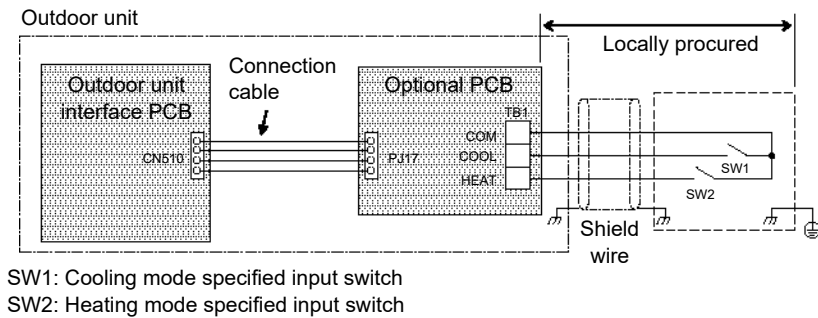 Outdoor unit
Locally procured
Outdoor unit
interface PCB
Connection
cable
Optional PCB
TB1
COM
CN510
PJ17
COOL
SW1
HEAT
SW2
Shield
wire
SW1: Cooling mode specified input switch
SW2: Heating mode specified input switch